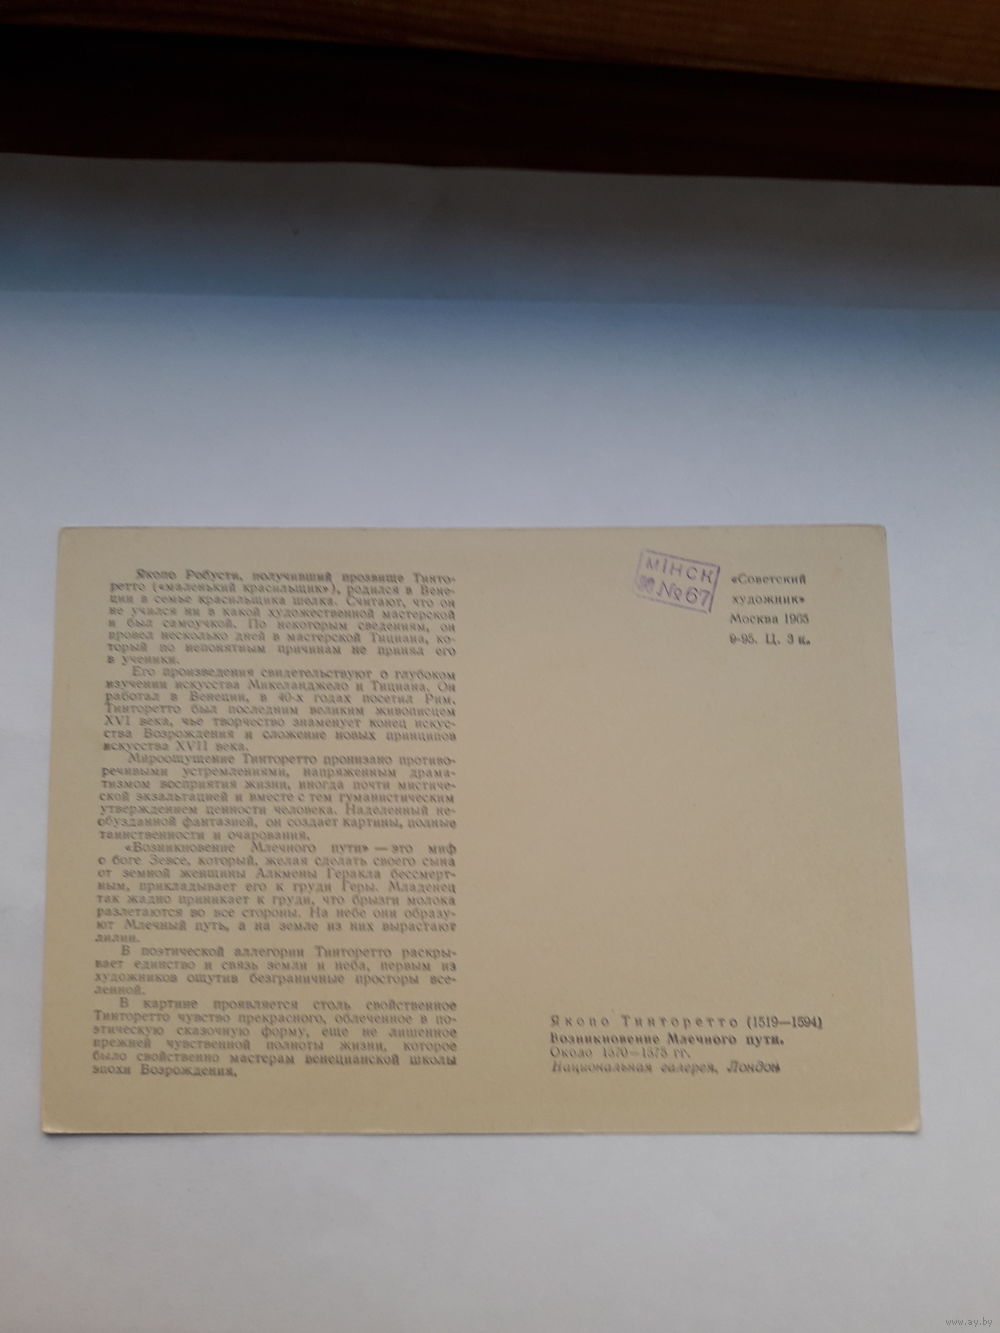 Якопо Робусти, получивший прозвище Тинто-
ретто («маленький красильщик»), родился в Вене-
ции в семье красильщика шелка. Считают, что он
не учился ни в какой художественной мастерской
и был самоучкой. По некоторым сведениям, он
провел несколько дней в мастерской Тициана, ко-
торый по непонятным причинам не принял его
в ученики.
Его произведения свидетельствуют о глубоком
изучении искусства Микеланджело и Тициана. Он
работал в Венеции, в 40-х годах посетил Рим.
Тинторетто был последним великим живописцем
XVI века, чье творчество знаменует конец искус-
ства Возрождения и сложение новых принципов
искусства XVII века.
Мироощущение Тинторетто пронизано противо-
речивыми устремлениями, напряженным драма-
тизмом восприятия жизни, иногда почти мистиче-
ской экзальтацией и вместе с тем гуманистическим
утверждением ценности человека. Наделенный не-
обузданной фантазией, он создает картины, полные
таинственности и очарования.
«Возникновение Млечного пути» — это миф
о боге Зевсе, который, желая сделать своего сына
от земной женщины Алкмены Геракла бессмерт-
ным, прикладывает его к груди Геры. Младенец
так жадно приникает к груди, что брызги молока
разлетаются во все стороны. На небе они образу-
ют Млечный путь, а на земле из них вырастают
лилии.
В поэтической аллегории Тинторетто раскры-
вает единство и связь земли и неба, первым из
художников ощутив безграничные просторы все-
ленной.
В картине проявляется столь свойственное
Тинторетто чувство прекрасного, облеченное в по-
этическую сказочную форму, еще не лишенное
прежней чувственной полноты жизни, которое
было свойственно мастерам венецианской школы
эпохи Возрождения.
МІНСК
№67
«Советский
художник»
Москва 1965
9-95. Ц. 3 к.
Якопо Тинторетто (1519—1594)
Возникновение Млечного пути.
Около 1570—1575 гг.
Национальная галерея, Лондон
www.ay.by